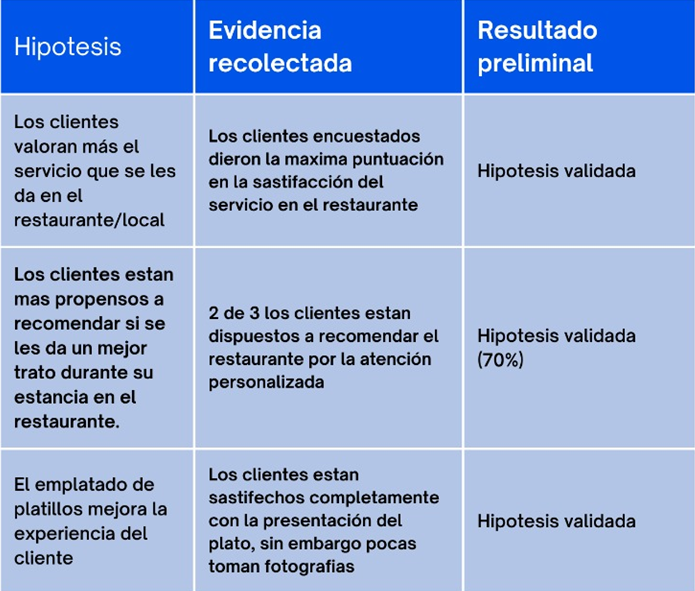 Hipotesis
Evidencia
recolectada
Resultado
preliminal
Los clientes
valoran más el
servicio que se les
da en el
restaurante/local
Los clientes encuestados
dieron la maxima puntuación
en la sastifacción del
servicio en el restaurante
Hipotesis validada
Los clientes estan
mas propensos a
recomendar si se
les da un mejor
trato durante su
estancia en el
restaurante.
2 de 3 los clientes estan
dispuestos a recomendar el
restaurante por la atención
personalizada
Hipotesis validada
(70%)
El emplatado de
platillos mejora la
experiencia del
cliente
Los clientes estan
sastifechos completamente
con la presentación del
plato, sin embargo pocas
toman fotografias
Hipotesis validada